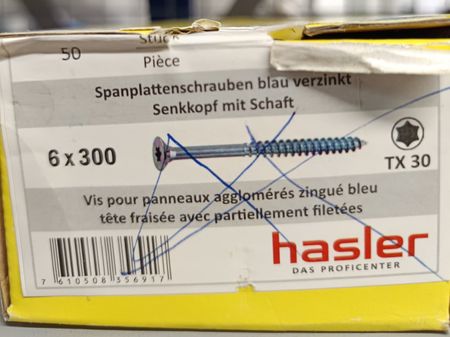 50 Stück
Pièce
Spanplattenschrauben blau verzinkt
Senkkopf mit Schaft
6 x 300
TX 30
Vis pour panneaux agglomérés zingué bleu
tête fraisée avec partiellement filetées
hasler
DAS PROFICENTER
7 610508 356917